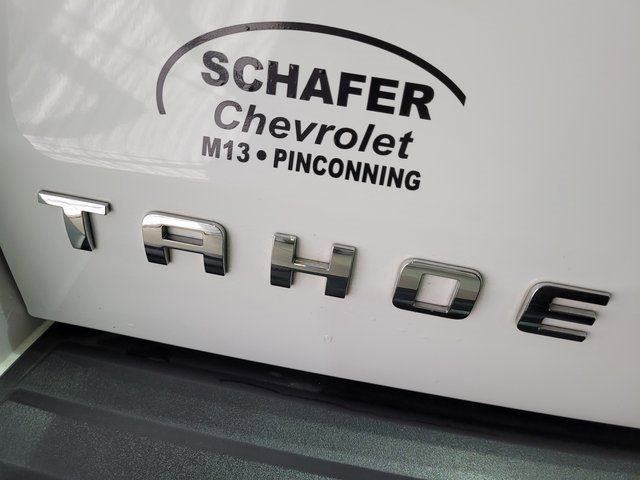 SCHAFER
Chevrolet
M13 • PINCONNING
TAHOE